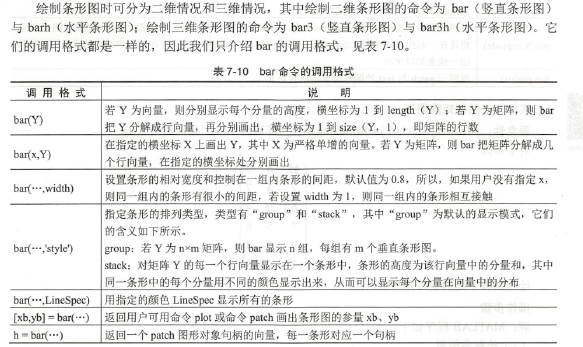 绘制条形图时可分为二维情况和三维情况，其中绘制二维条形图的命令为 bar（竖直条形图）
与 barh（水平条形图）；绘制三维条形图的命令为 bar3（竖直条形图）与 bar3h（水平条形图）。它
们的调用格式都是一样的，因此我们只介绍 bar 的调用格式，见表 7-10。
表 7-10 bar 命令的调用格式
调 用 格 式 说 明
bar(Y) 若 Y 为向量，则分别显示每个分量的高度，横坐标为 1 到 length（Y）；若 Y 为矩阵，则 bar
把 Y 分解成行向量，再分别画出，横坐标为 1 到 size（Y，1），即矩阵的行数
bar(x,Y) 在指定的横坐标 X 上画出 Y，其中 X 为严格单增的向量。若 Y 为矩阵，则 bar 把矩阵分解成几
个行向量，在指定的横坐标处分别画出
bar(…,width) 设置条形的相对宽度和控制在一组内条形的间距，默认值为 0.8，所以，如果用户没有指定 x，
则同一组内的条形有很小的间距，若设置 width 为 1，则同一组内的条形相互接触
bar(…,'style') 指定条形的排列类型，类型有“group”和“stack”，其中“group”为默认的显示模式，它们
的含义如下所示。
group：若 Y 为 n×m 矩阵，则 bar 显示 n 组，每组有 m 个垂直条形图。
stack：对矩阵 Y 的每一个行向量显示在一个条形中，条形的高度为该行向量中的分量和，其中
同一条形中的每个分量用不同的颜色显示出来，从而可以显示每个分量在向量中的分布
bar(…,LineSpec) 用指定的颜色 LineSpec 显示所有的条形
[xb,yb] = bar(…) 返回用户可用命令 plot 或命令 patch 画出条形图的参量 xb、yb
h = bar(…) 返回一个 patch 图形对象句柄的向量，每一条形对应一个句柄